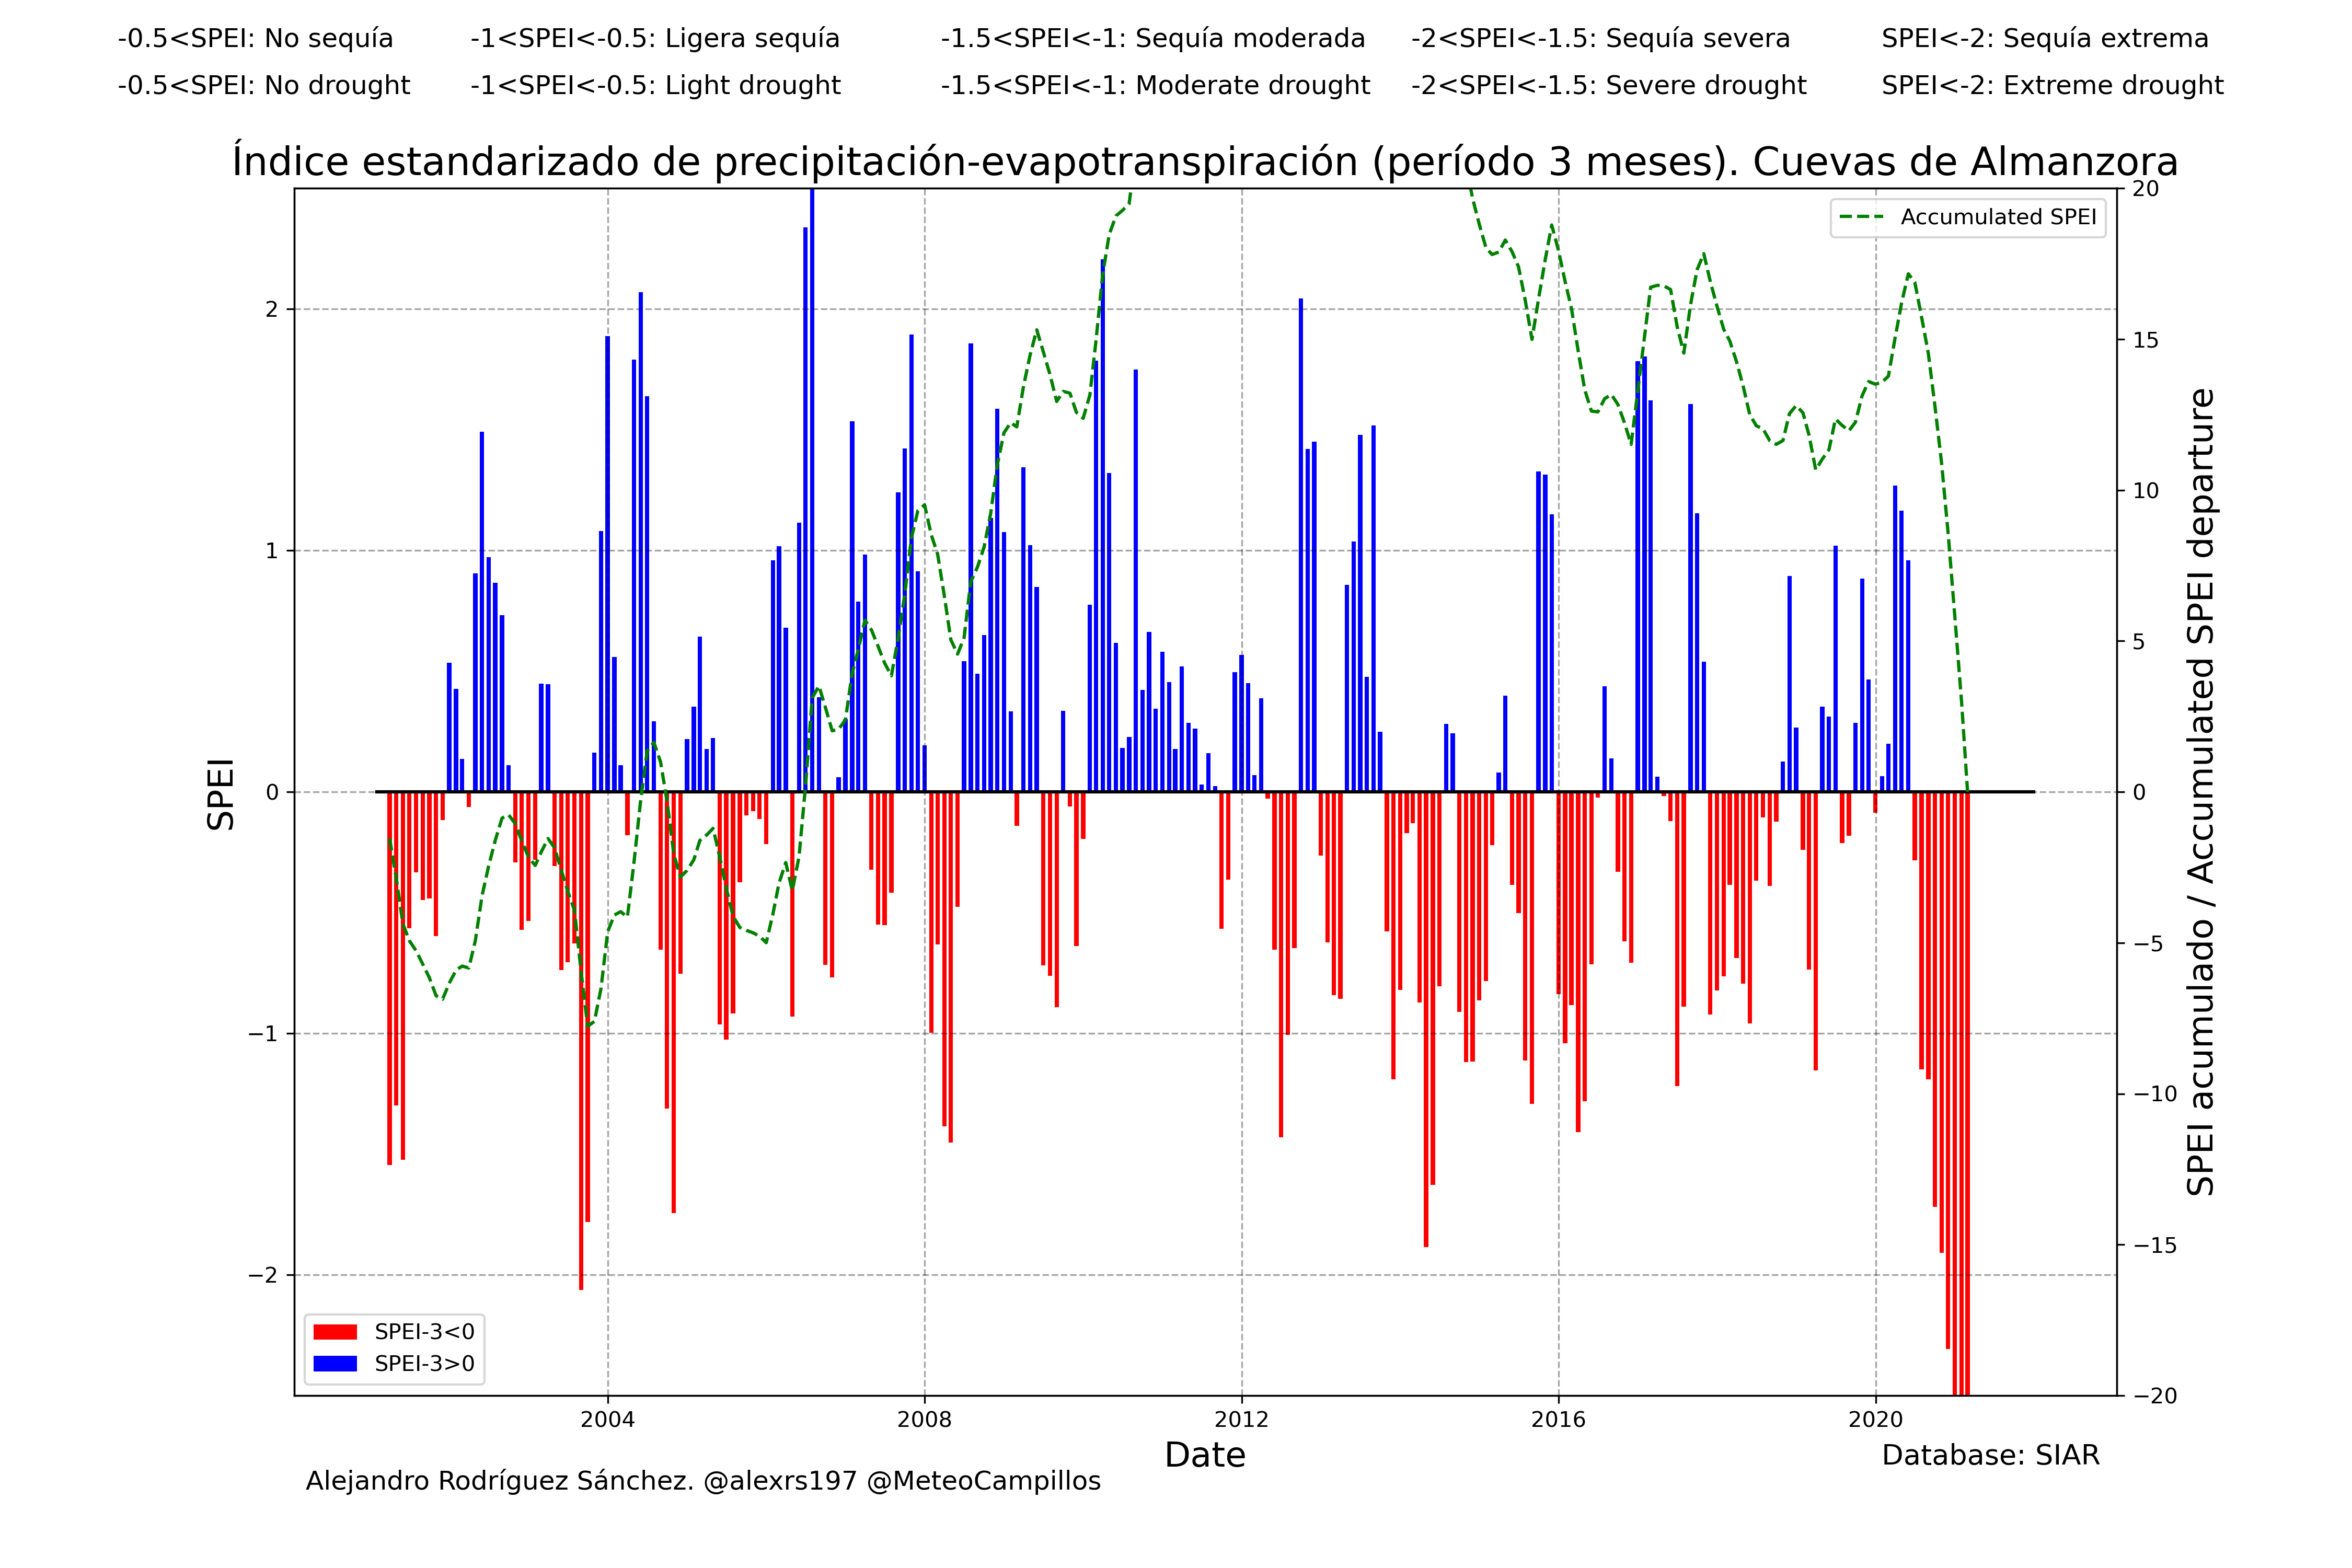 -0.5<SPEI: No sequía -1<SPEI<-0.5: Ligera sequía -1.5<SPEI<-1: Sequía moderada -2<SPEI<-1.5: Sequía severa SPEI<-2: Sequía extrema
-0.5<SPEI: No drought -1<SPEI<-0.5: Light drought -1.5<SPEI<-1: Moderate drought -2<SPEI<-1.5: Severe drought SPEI<-2: Extreme drought
Índice estandarizado de precipitación-evapotranspiración (período 3 meses). Cuevas de Almanzora
Accumulated SPEI
SPEI
2
1
0
−1
−2
20
15
10
5
0
−5
−10
−15
−20
SPEI acumulado / Accumulated SPEI departure
SPEI-3<0
SPEI-3>0
2004 2008 2012 2016 2020
Date
Database: SIAR
Alejandro Rodríguez Sánchez. @alexrs197 @MeteoCampillos